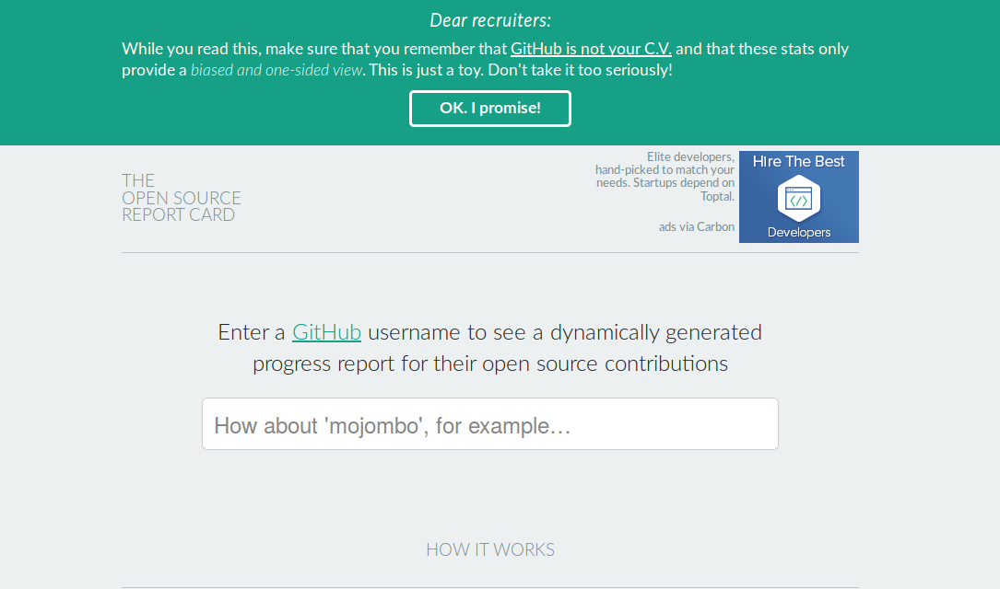 Dear recruiters:
While you read this, make sure that you remember that GitHub is not your C.V. and that these stats only
provide a biased and one-sided view. This is just a toy. Don't take it too seriously!
OK. I promise!
THE
OPEN SOURCE
REPORT CARD
Elite developers,
hand-picked to match your
needs. Startups depend on
Toptal.
ads via Carbon
HIre The Best
</>
Developers
Enter a GitHub username to see a dynamically generated
progress report for their open source contributions
How about 'mojombo', for example…
HOW IT WORKS